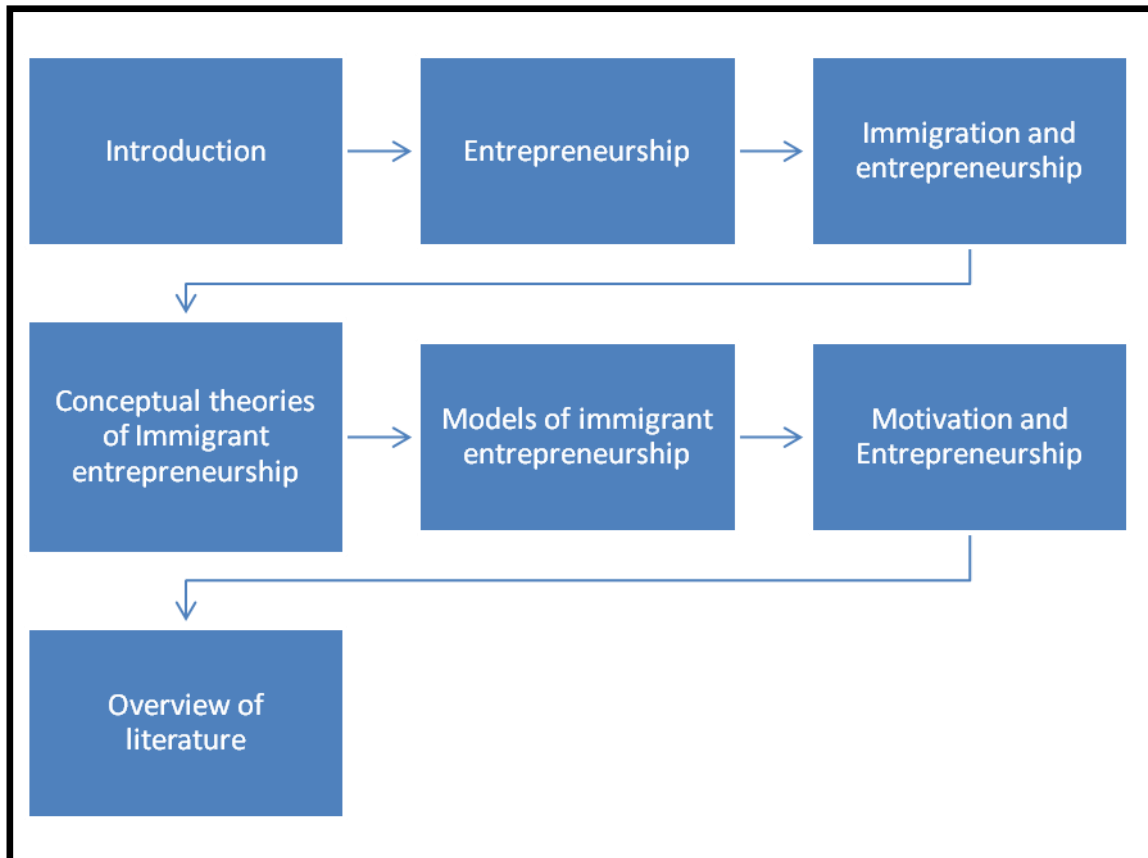 Introduction
Entrepreneurship
Immigration and
entrepreneurship
Conceptual theories
of Immigrant
entrepreneurship
Models of immigrant
entrepreneurship
Motivation and
Entrepreneurship
Overview of
literature